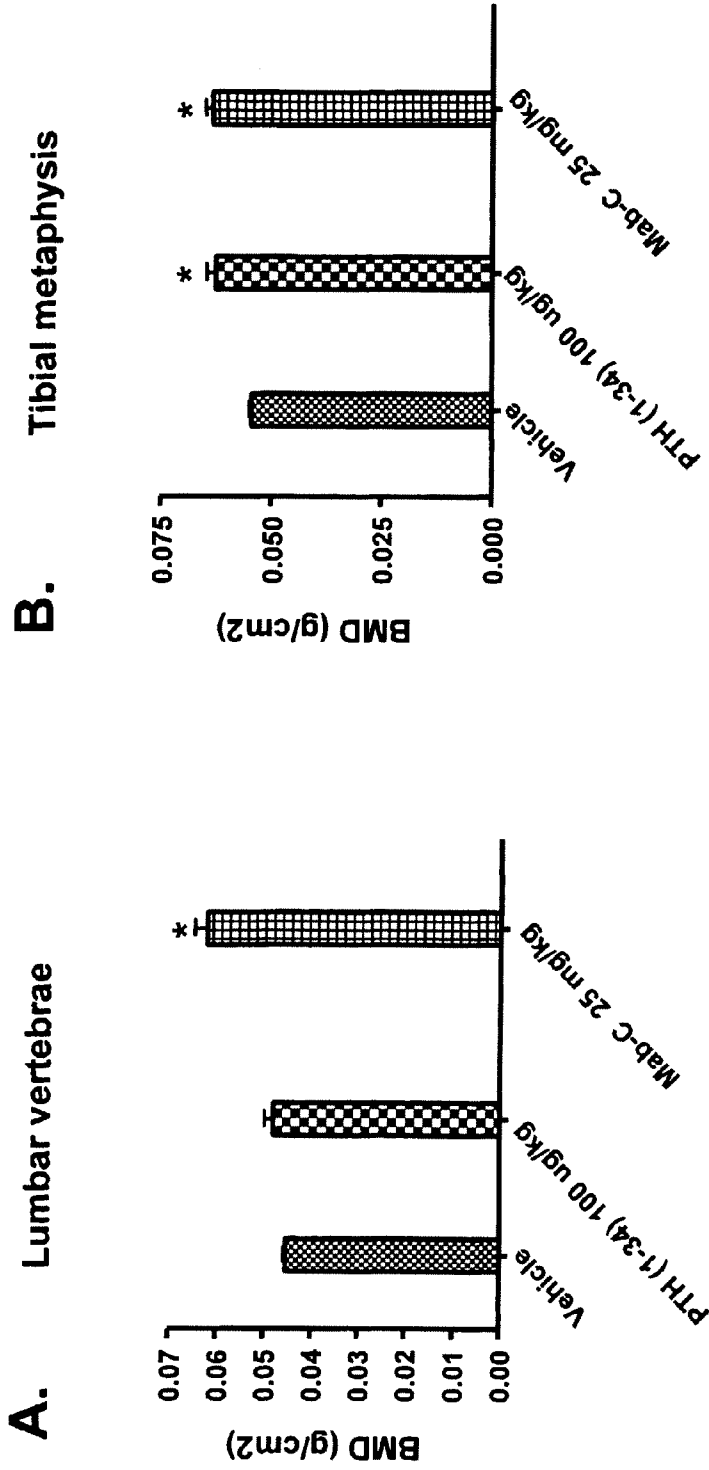 A.
Lumbar vertebrae
BMD (g/cm2)
0.07
0.06
0.05
0.04
0.03
0.02
0.01
0.00
*
Vehicle
PTH (1-34) 100 ug/kg
Mab-C 25 mg/kg
B.
Tibial metaphysis
BMD (g/cm2)
0.075
0.050
0.025
0.000
*
*
Vehicle
PTH (1-34) 100 ug/kg
Mab-C 25 mg/kg